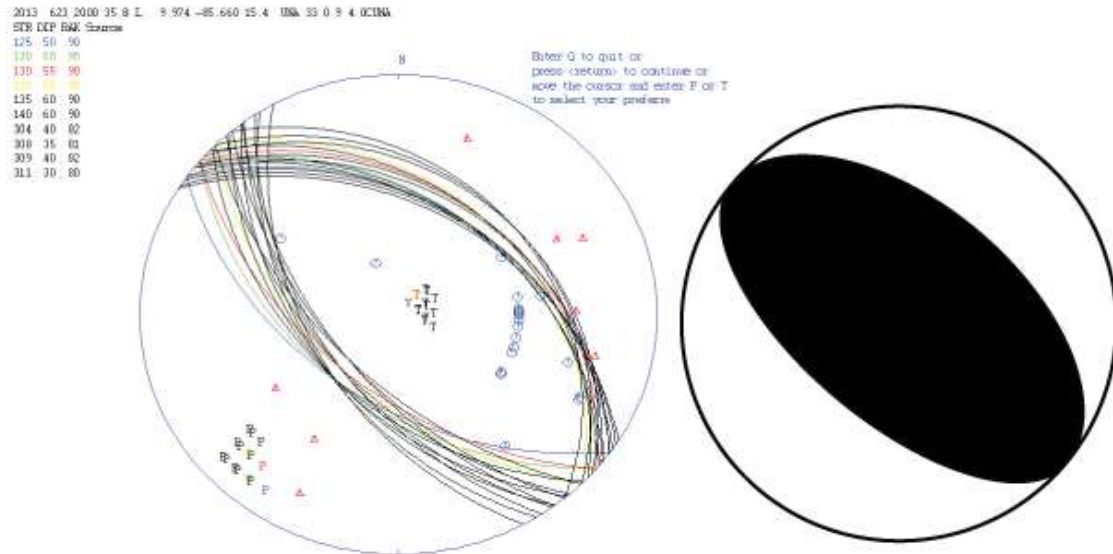 2013 623 2000 35.8 L 9.974 -85.660 15.4 UNA 33 0.9 4.0CUNA
STR DIP RAK Source
125 50 90
130 60 90
130 55 90
135 60 90
140 60 90
304 40 82
308 35 81
309 40 82
311 30 80
N
Enter Q to quit or
press <return> to continue or
move the cursor and enter P or T
to select your prefere
T
T
T
T
T
T
T
P
P
P
P
P
P
P
P